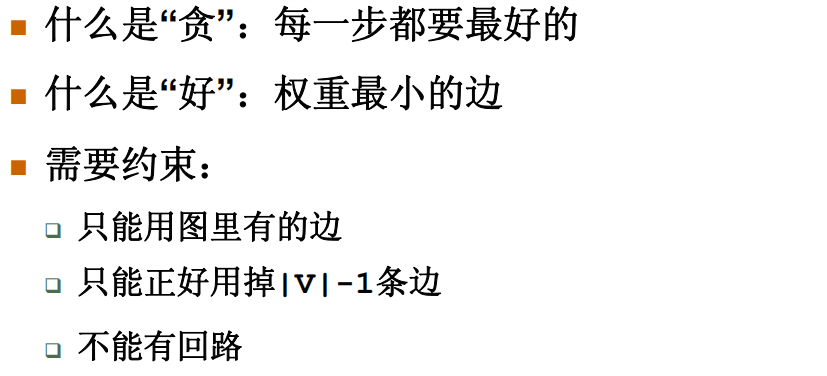 什么是“贪”：每一步都要最好的
什么是“好”：权重最小的边
需要约束：
只能用图里有的边
只能正好用掉|V|-1条边
不能有回路